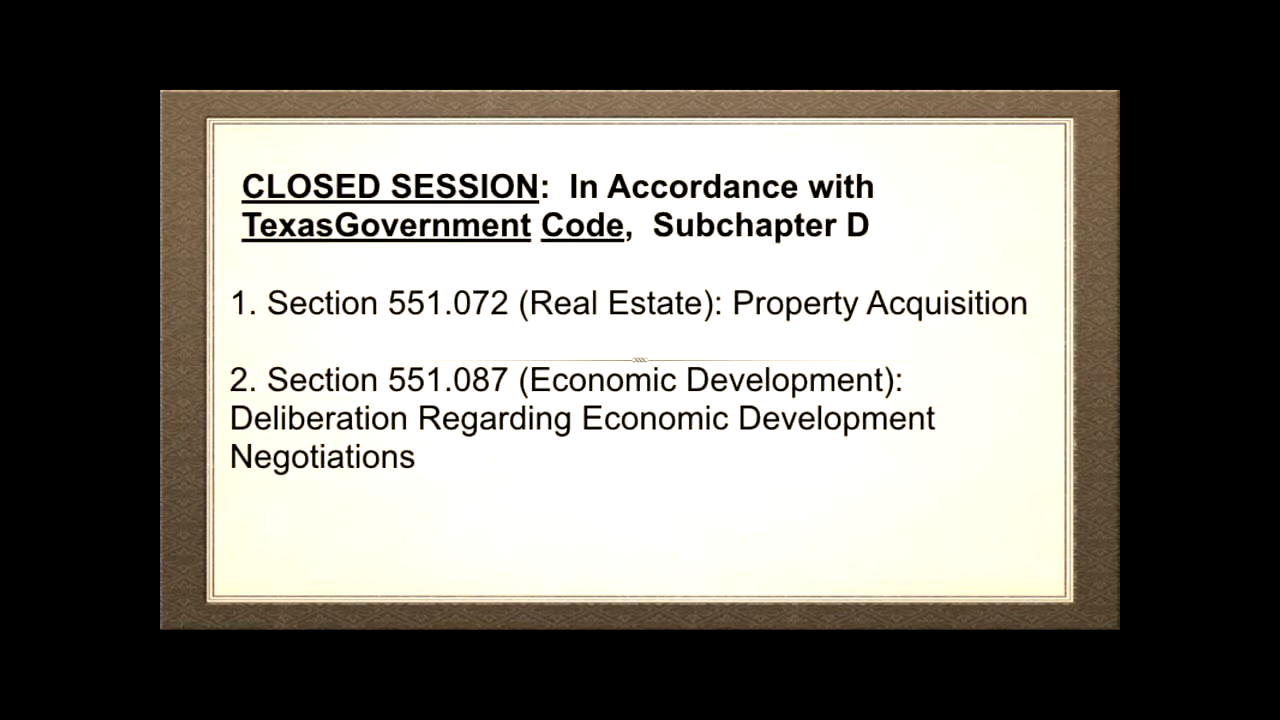 CLOSED SESSION:  In Accordance with
TexasGovernment Code,  Subchapter D
1. Section 551.072 (Real Estate): Property Acquisition
2. Section 551.087 (Economic Development):
Deliberation Regarding Economic Development
Negotiations